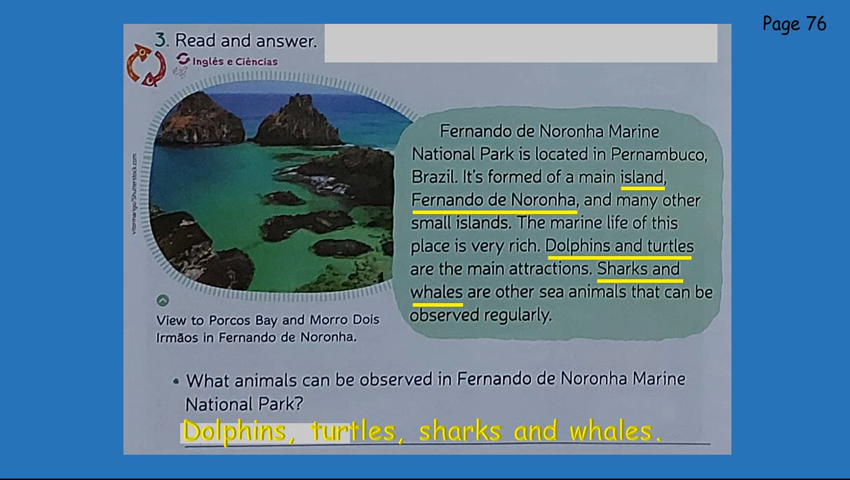 Page 76
3. Read and answer.
Inglês e Ciências
vitormarigo/Shutterstock.com
Fernando de Noronha Marine
National Park is located in Pernambuco,
Brazil. It's formed of a main island,
Fernando de Noronha, and many other
small islands. The marine life of this
place is very rich. Dolphins and turtles
are the main attractions. Sharks and
whales are other sea animals that can be
observed regularly.
View to Porcos Bay and Morro Dois
Irmãos in Fernando de Noronha.
• What animals can be observed in Fernando de Noronha Marine
National Park?
Dolphins, turtles, sharks and whales.